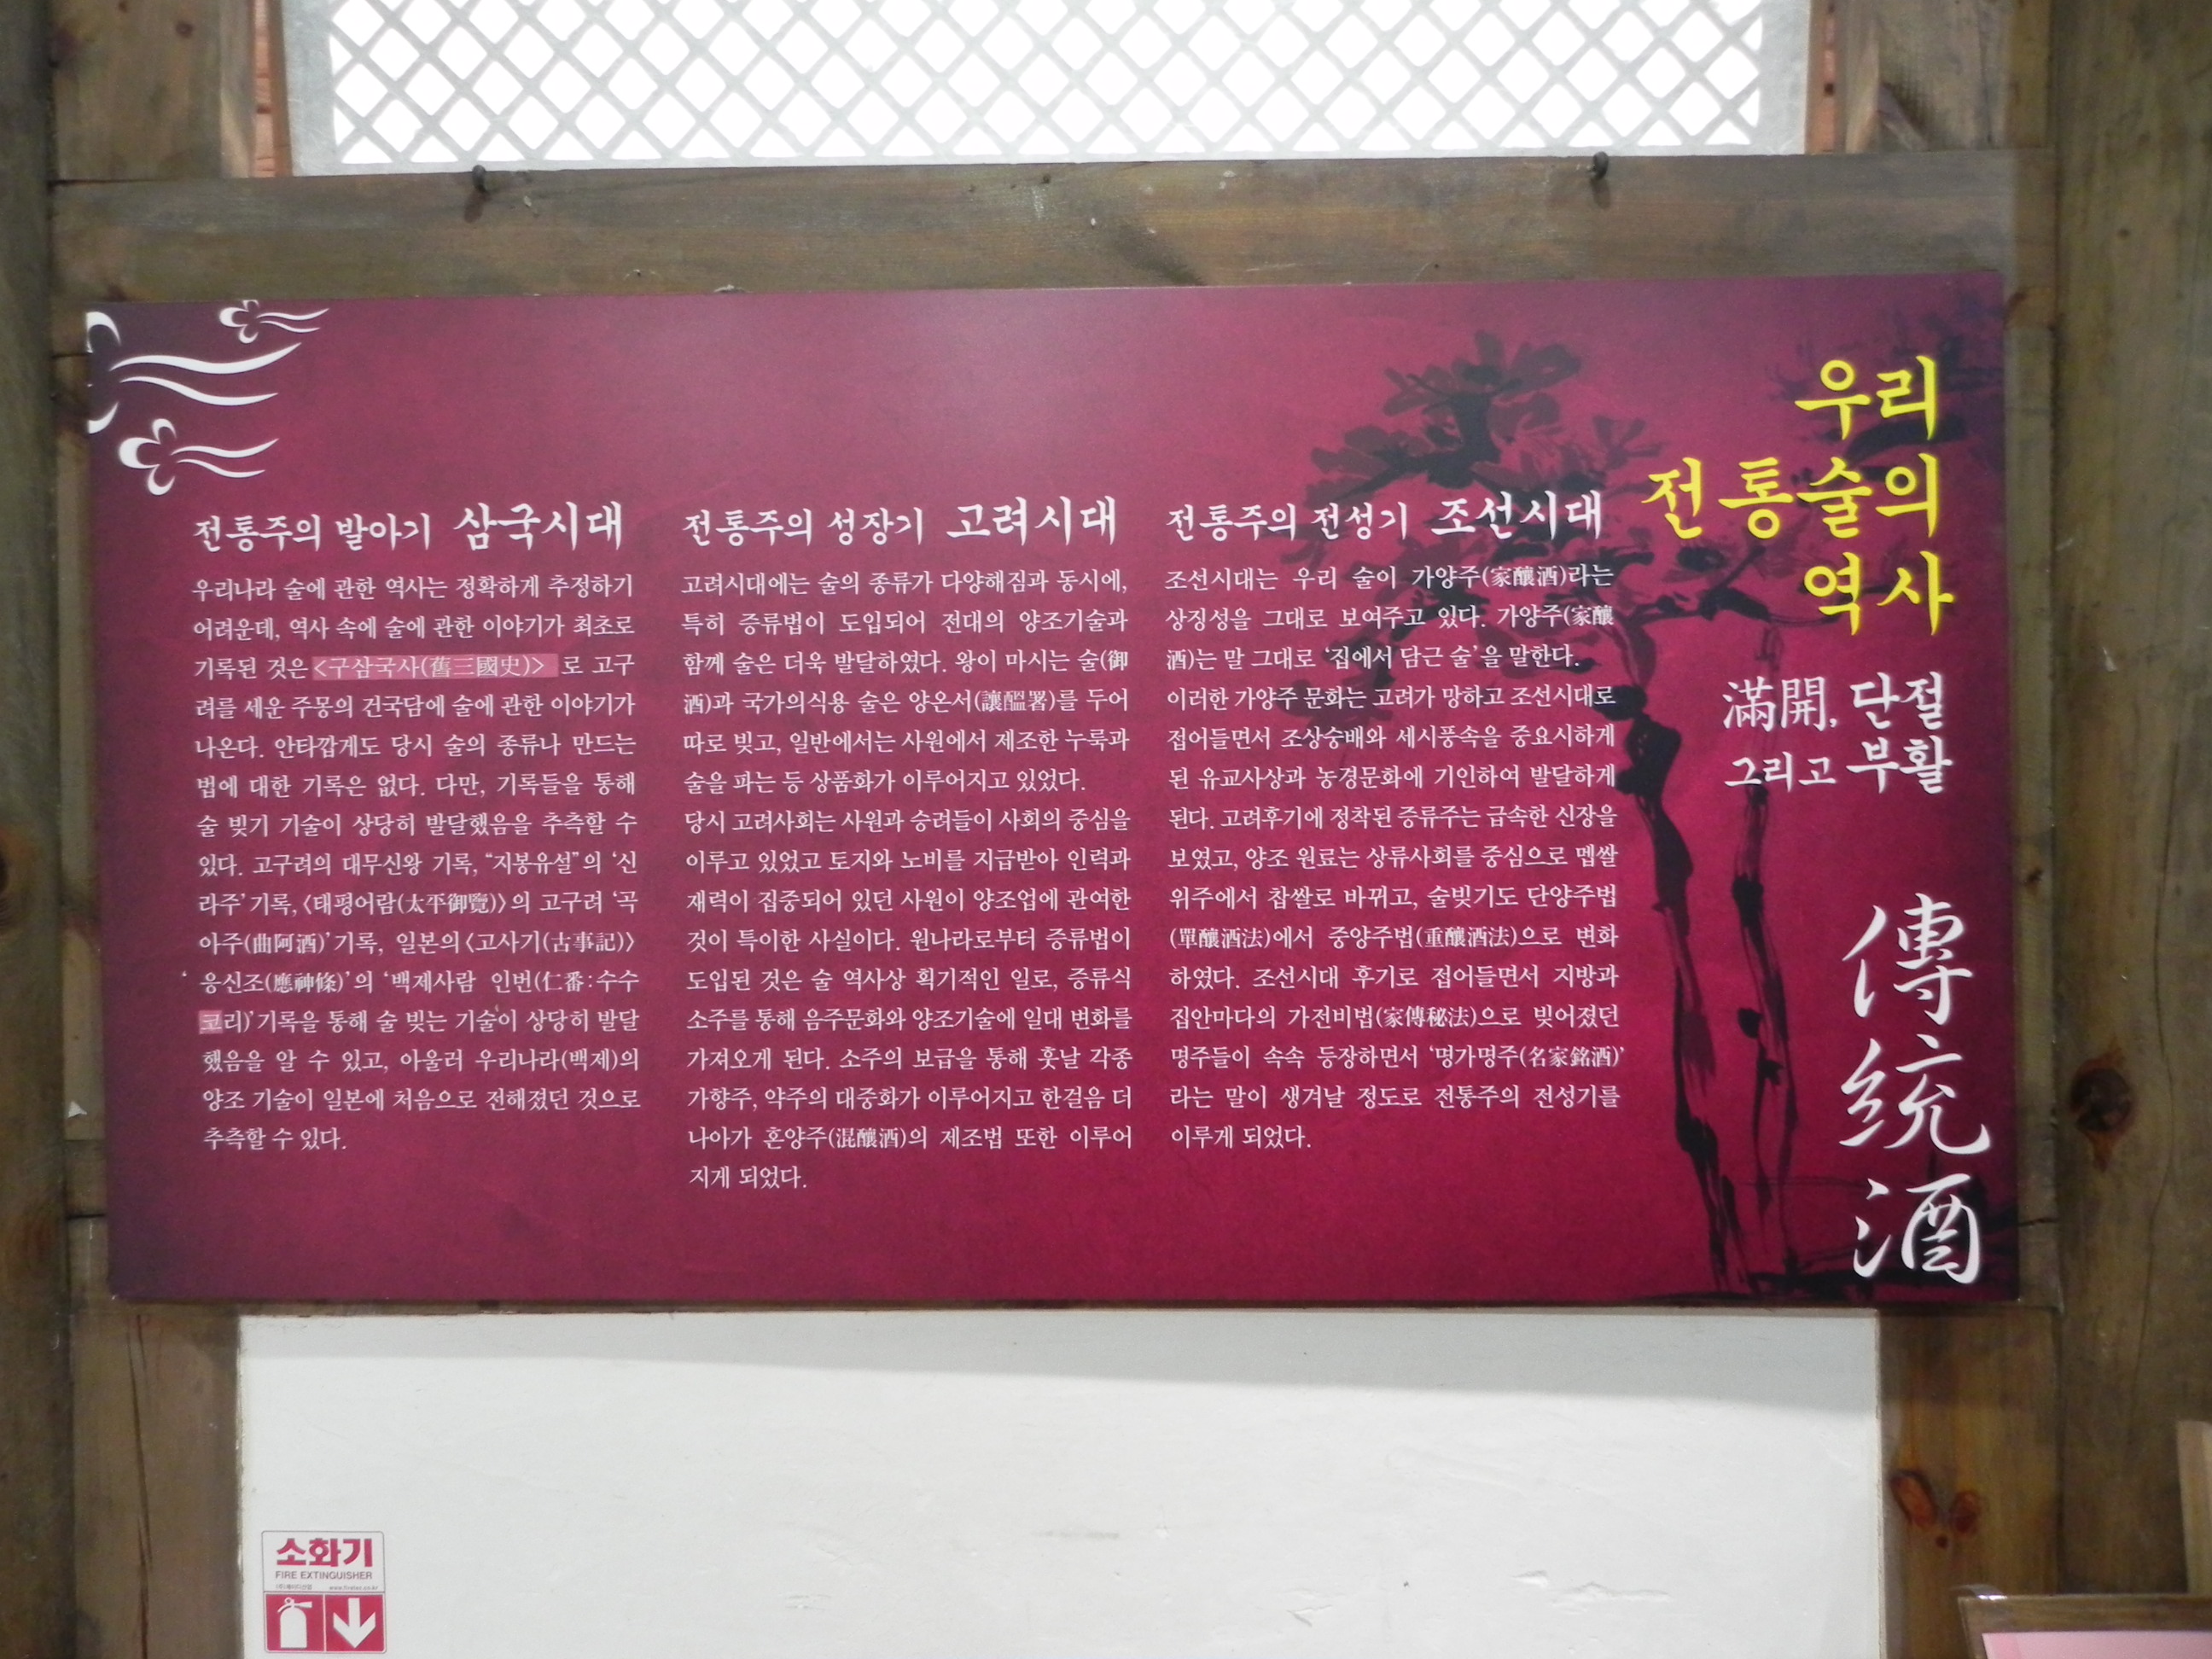 우리
전통술의
역사
滿開, 단절
그리고 부활
傳統酒
전통주의 발아기 삼국시대
우리나라 술에 관한 역사는 정확하게 추정하기
어려운데, 역사 속에 술에 관한 이야기가 최초로
기록된 것은 <구삼국사(舊三國史)> 로 고구
려를 세운 주몽의 건국담에 술에 관한 이야기가
나온다. 안타깝게도 당시 술의 종류나 만드는
법에 대한 기록은 없다. 다만, 기록들을 통해
술 빚기 기술이 상당히 발달했음을 추측할 수
있다. 고구려의 대무신왕 기록, “지봉유설”의 ‘신
라주’ 기록, 〈태평어람(太平御覽)〉의 고구려 ‘곡
아주(曲阿酒)’ 기록, 일본의 〈고사기(古事記)〉
‘응신조(應神條)’의 ‘백제사람 인번(仁番:수수
코리)’ 기록을 통해 술 빚는 기술이 상당히 발달
했음을 알 수 있고, 아울러 우리나라(백제)의
양조 기술이 일본에 처음으로 전해졌던 것으로
추측할 수 있다.
전통주의 성장기 고려시대
고려시대에는 술의 종류가 다양해짐과 동시에,
특히 증류법이 도입되어 전대의 양조기술과
함께 술은 더욱 발달하였다. 왕이 마시는 술(御
酒)과 국가의식용 술은 양온서(讓醞署)를 두어
따로 빚고, 일반에서는 사원에서 제조한 누룩과
술을 파는 등 상품화가 이루어지고 있었다.
당시 고려사회는 사원과 승려들이 사회의 중심을
이루고 있었고 토지와 노비를 지급받아 인력과
재력이 집중되어 있던 사원이 양조업에 관여한
것이 특이한 사실이다. 원나라로부터 증류법이
도입된 것은 술 역사상 획기적인 일로, 증류식
소주를 통해 음주문화와 양조기술에 일대 변화를
가져오게 된다. 소주의 보급을 통해 훗날 각종
가향주, 약주의 대중화가 이루어지고 한걸음 더
나아가 혼양주(混釀酒)의 제조법 또한 이루어
지게 되었다.
전통주의 전성기 조선시대
조선시대는 우리 술이 가양주(家釀酒)라는
상징성을 그대로 보여주고 있다. 가양주(家釀
酒)는 말 그대로 ‘집에서 담근 술’을 말한다.
이러한 가양주 문화는 고려가 망하고 조선시대로
접어들면서 조상숭배와 세시풍속을 중요시하게
된 유교사상과 농경문화에 기인하여 발달하게
된다. 고려후기에 정착된 증류주는 급속한 신장을
보였고, 양조 원료는 상류사회를 중심으로 멥쌀
위주에서 찹쌀로 바뀌고, 술빚기도 단양주법
(單釀酒法)에서 중양주법(重釀酒法)으로 변화
하였다. 조선시대 후기로 접어들면서 지방과
집안마다의 가전비법(家傳秘法)으로 빚어졌던
명주들이 속속 등장하면서 ‘명가명주(名家銘酒)’
라는 말이 생겨날 정도로 전통주의 전성기를
이루게 되었다.
소화기
FIRE EXTINGUISHER